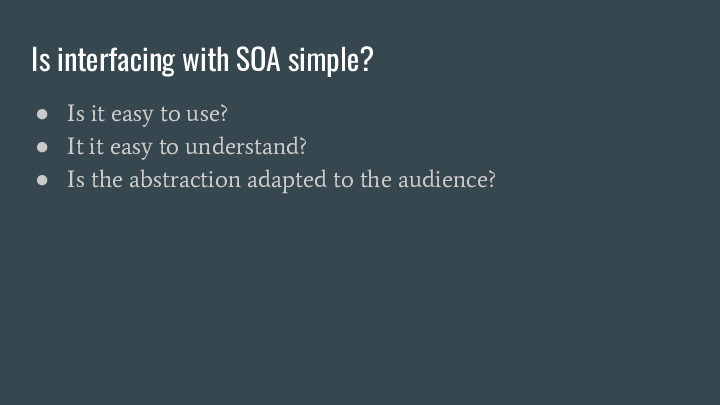 Is interfacing with SOA simple?
● Is it easy to use?
● It it easy to understand?
● Is the abstraction adapted to the audience?